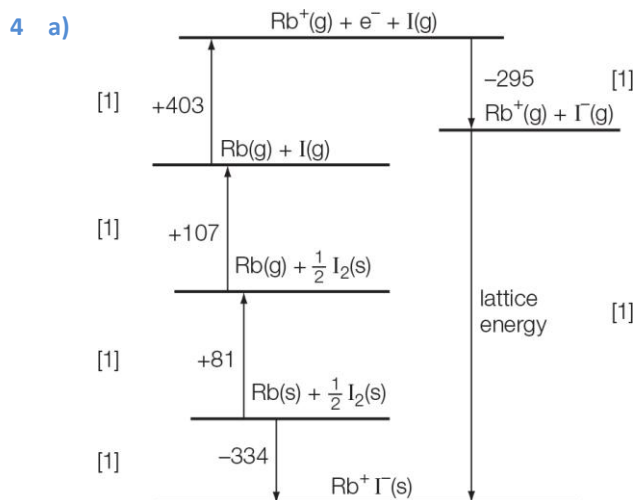 4 a)
Rb⁺(g) + e⁻ + I(g)
[1]
+403
−295
[1]
Rb⁺(g) + I⁻(g)
Rb(g) + I(g)
[1]
+107
Rb(g) + ½ I₂(s)
lattice
energy
[1]
[1]
+81
Rb(s) + ½ I₂(s)
[1]
−334
Rb⁺ I⁻(s)